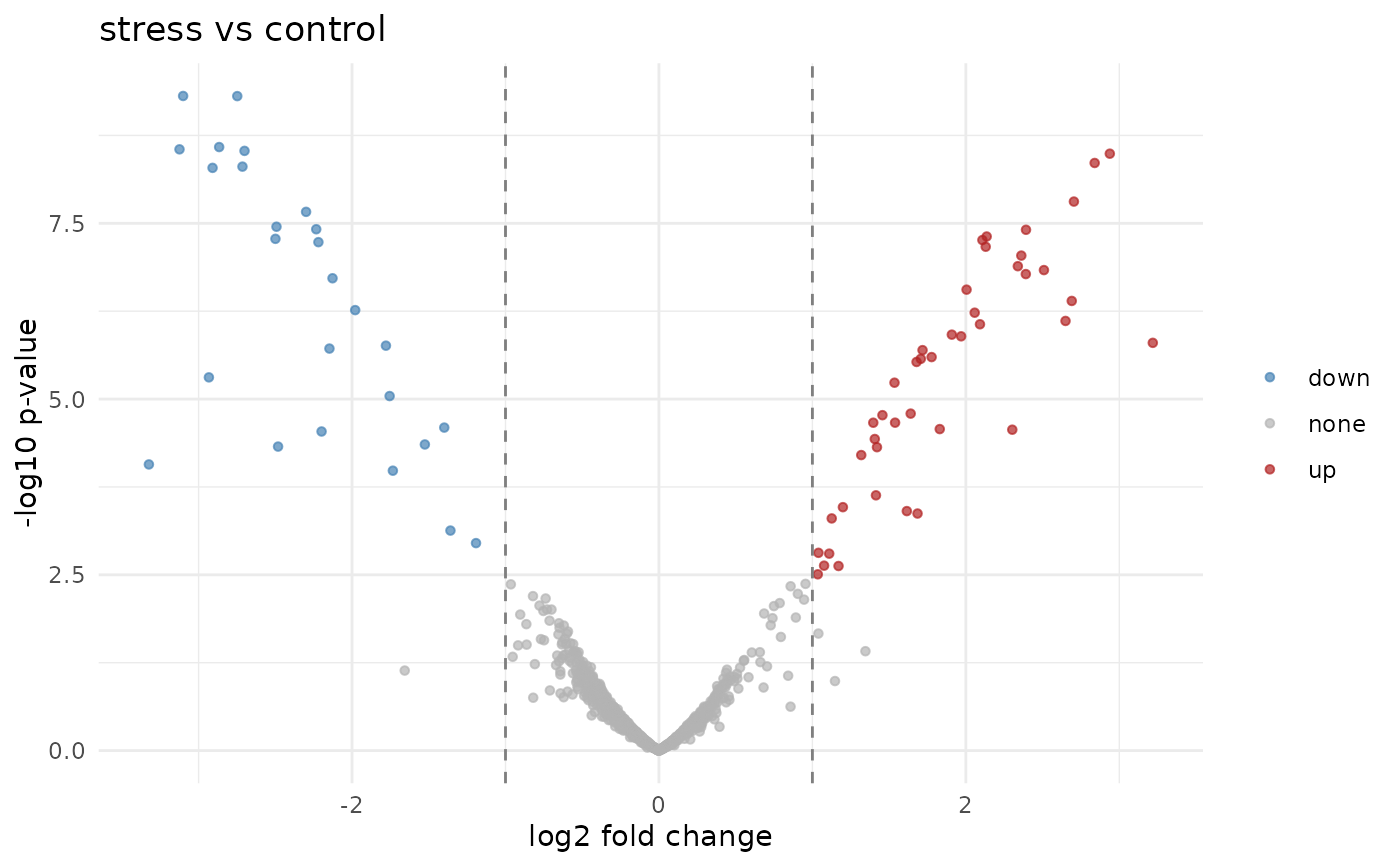 stress vs control
-log10 p-value
7.5
5.0
2.5
0.0
-2
0
2
log2 fold change
down
none
up